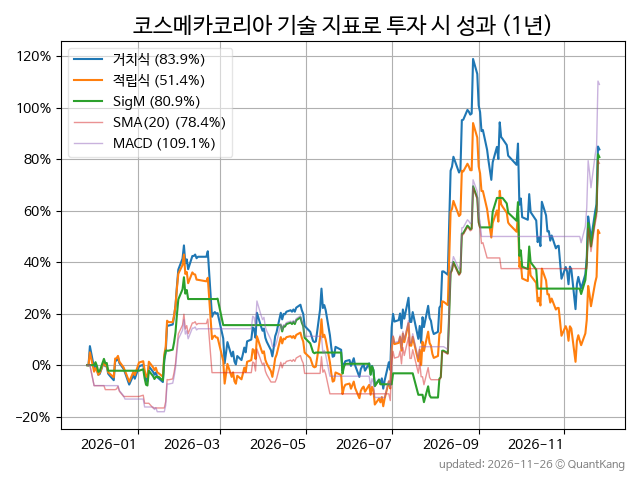 코스메카코리아 기술 지표로 투자 시 성과 (1년)
거치식 (83.9%)
적립식 (51.4%)
SigM (80.9%)
SMA(20) (78.4%)
MACD (109.1%)
120%
100%
80%
60%
40%
20%
0%
−20%
2026-01 2026-03 2026-05 2026-07 2026-09 2026-11
updated: 2026-11-26 © QuantKang